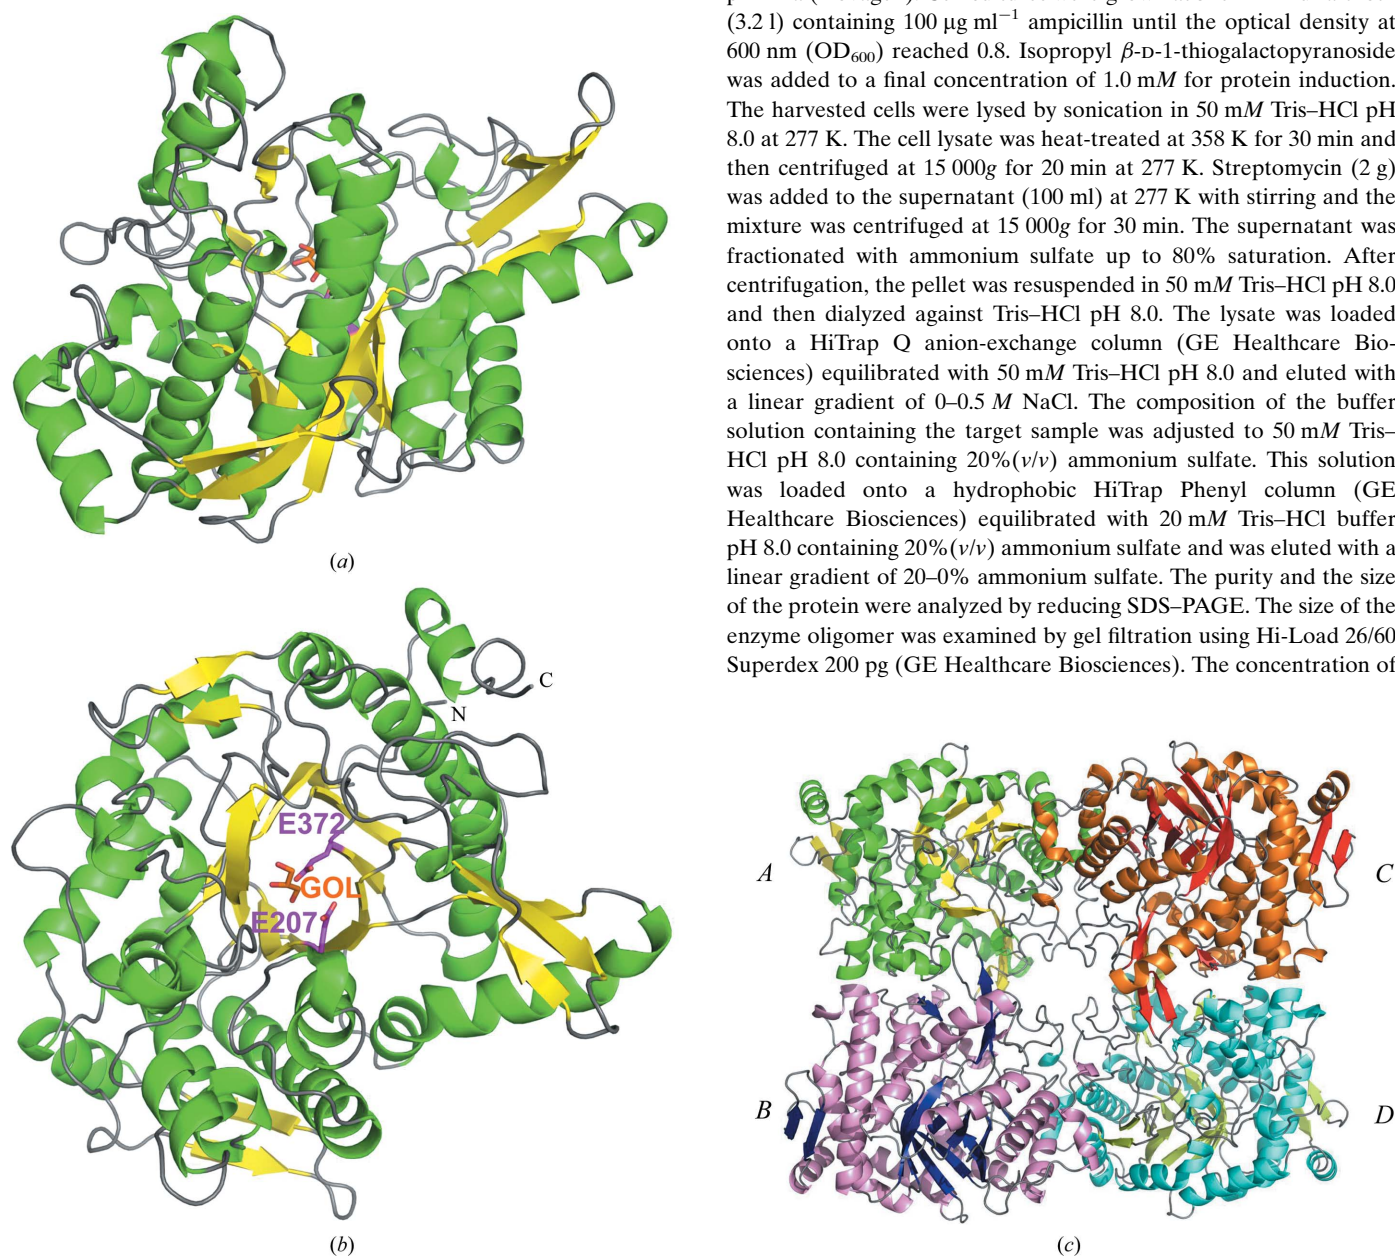 (3.2 l) containing 100 µg ml⁻¹ ampicillin until the optical density at
600 nm (OD₆₀₀) reached 0.8. Isopropyl β-D-1-thiogalactopyranoside
was added to a final concentration of 1.0 mM for protein induction.
The harvested cells were lysed by sonication in 50 mM Tris–HCl pH
8.0 at 277 K. The cell lysate was heat-treated at 358 K for 30 min and
then centrifuged at 15 000g for 20 min at 277 K. Streptomycin (2 g)
was added to the supernatant (100 ml) at 277 K with stirring and the
mixture was centrifuged at 15 000g for 30 min. The supernatant was
fractionated with ammonium sulfate up to 80% saturation. After
centrifugation, the pellet was resuspended in 50 mM Tris–HCl pH 8.0
and then dialyzed against Tris–HCl pH 8.0. The lysate was loaded
onto a HiTrap Q anion-exchange column (GE Healthcare Bio-
sciences) equilibrated with 50 mM Tris–HCl pH 8.0 and eluted with
a linear gradient of 0–0.5 M NaCl. The composition of the buffer
solution containing the target sample was adjusted to 50 mM Tris–
HCl pH 8.0 containing 20%(v/v) ammonium sulfate. This solution
was loaded onto a hydrophobic HiTrap Phenyl column (GE
Healthcare Biosciences) equilibrated with 20 mM Tris–HCl buffer
pH 8.0 containing 20%(v/v) ammonium sulfate and was eluted with a
linear gradient of 20–0% ammonium sulfate. The purity and the size
of the protein were analyzed by reducing SDS–PAGE. The size of the
enzyme oligomer was examined by gel filtration using Hi-Load 26/60
Superdex 200 pg (GE Healthcare Biosciences). The concentration of
(a)
C
N
E372
GOL
E207
(b)
A
C
B
D
(c)